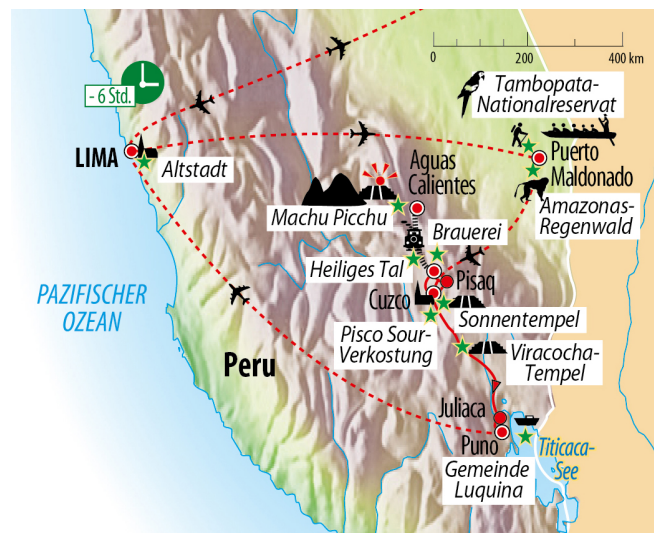 0 200 400 km
- 6 Std.
Tambopata-
Nationalreservat
LIMA
Altstadt
Puerto
Maldonado
Aguas
Calientes
Machu Picchu
Amazonas-
Regenwald
Brauerei
Heiliges Tal
Pisaq
Cuzco
Sonnentempel
PAZIFISCHER
OZEAN
Pisco Sour-
Verkostung
Viracocha-
Tempel
Peru
Juliaca
Puno
Titicaca-
See
Gemeinde
Luquina